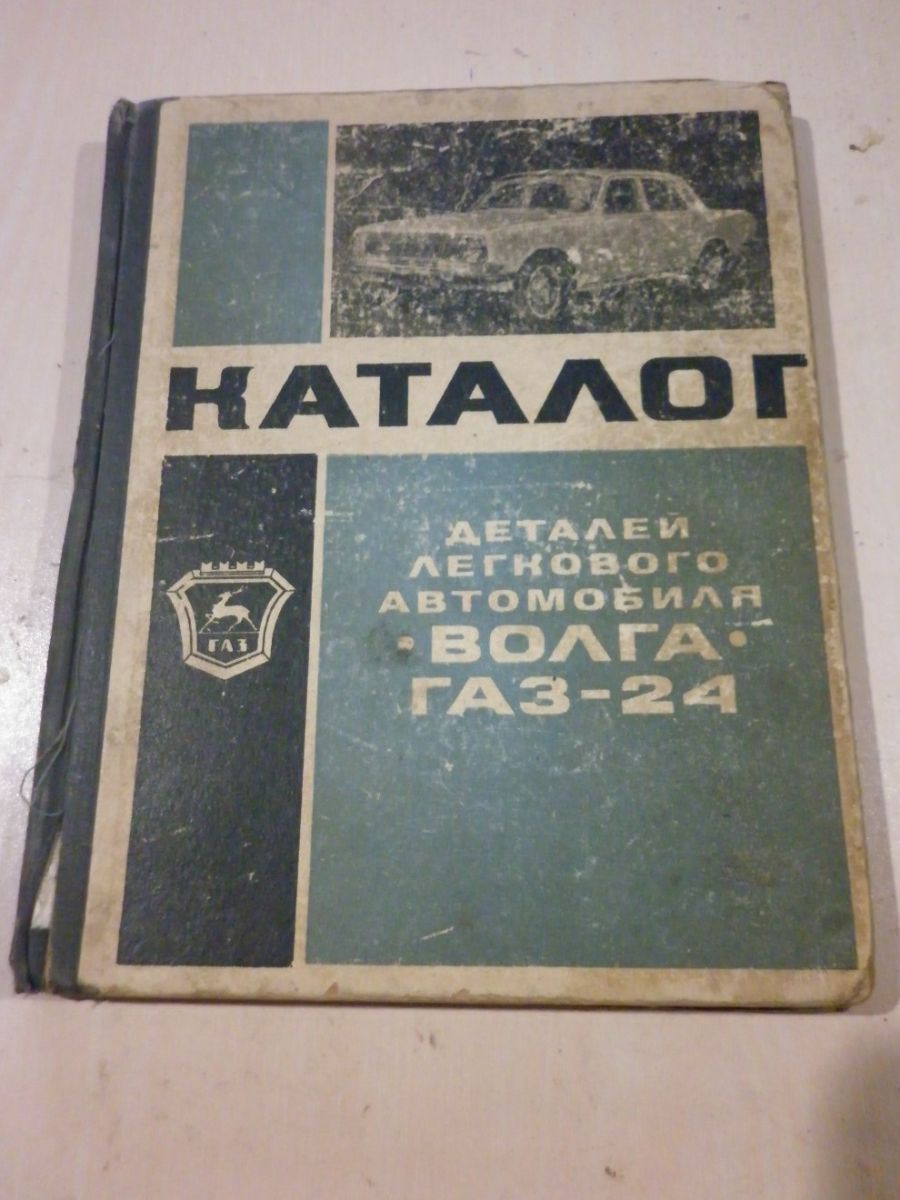 КАТАЛОГ
ДЕТАЛЕЙ
ЛЕГКОВОГО
АВТОМОБИЛЯ
•ВОЛГА•
ГАЗ-24
ГАЗ